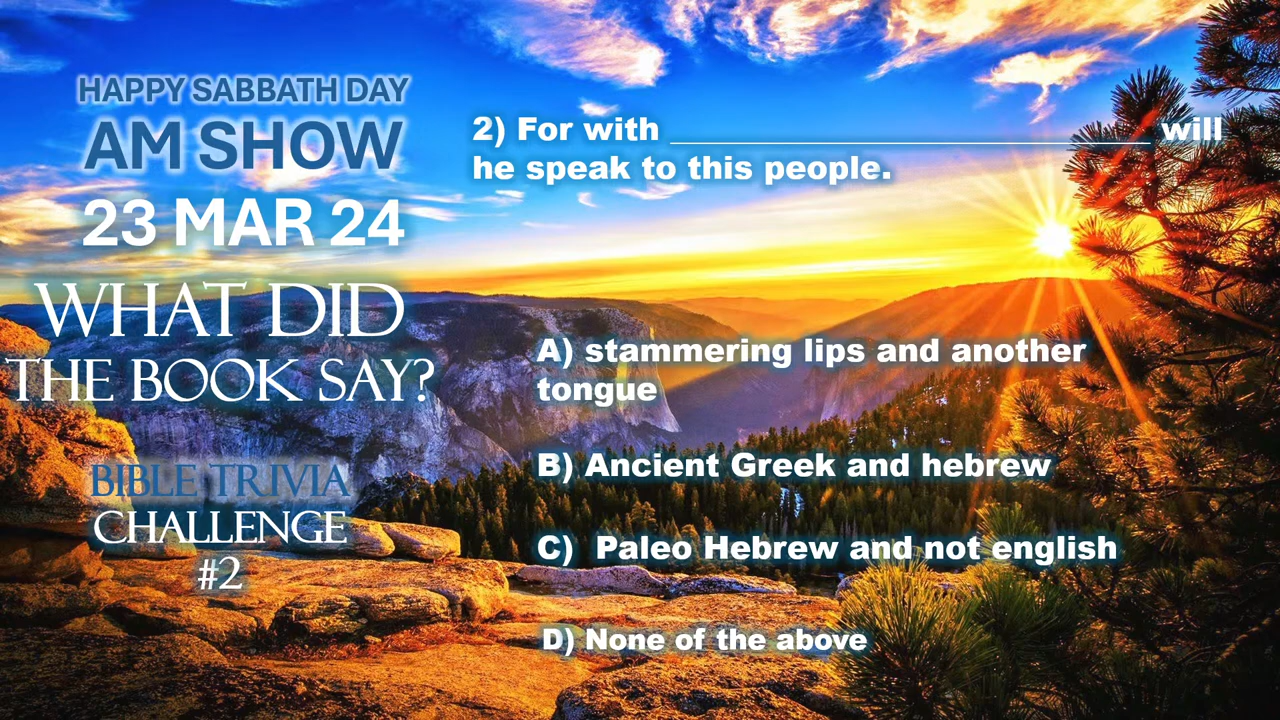 HAPPY SABBATH DAY
AM SHOW
23 MAR 24
WHAT DID
THE BOOK SAY?
BIBLE TRIVIA
CHALLENGE
#2
2) For with ______________________________ will
he speak to this people.
A) stammering lips and another
tongue
B) Ancient Greek and hebrew
C) Paleo Hebrew and not english
D) None of the above